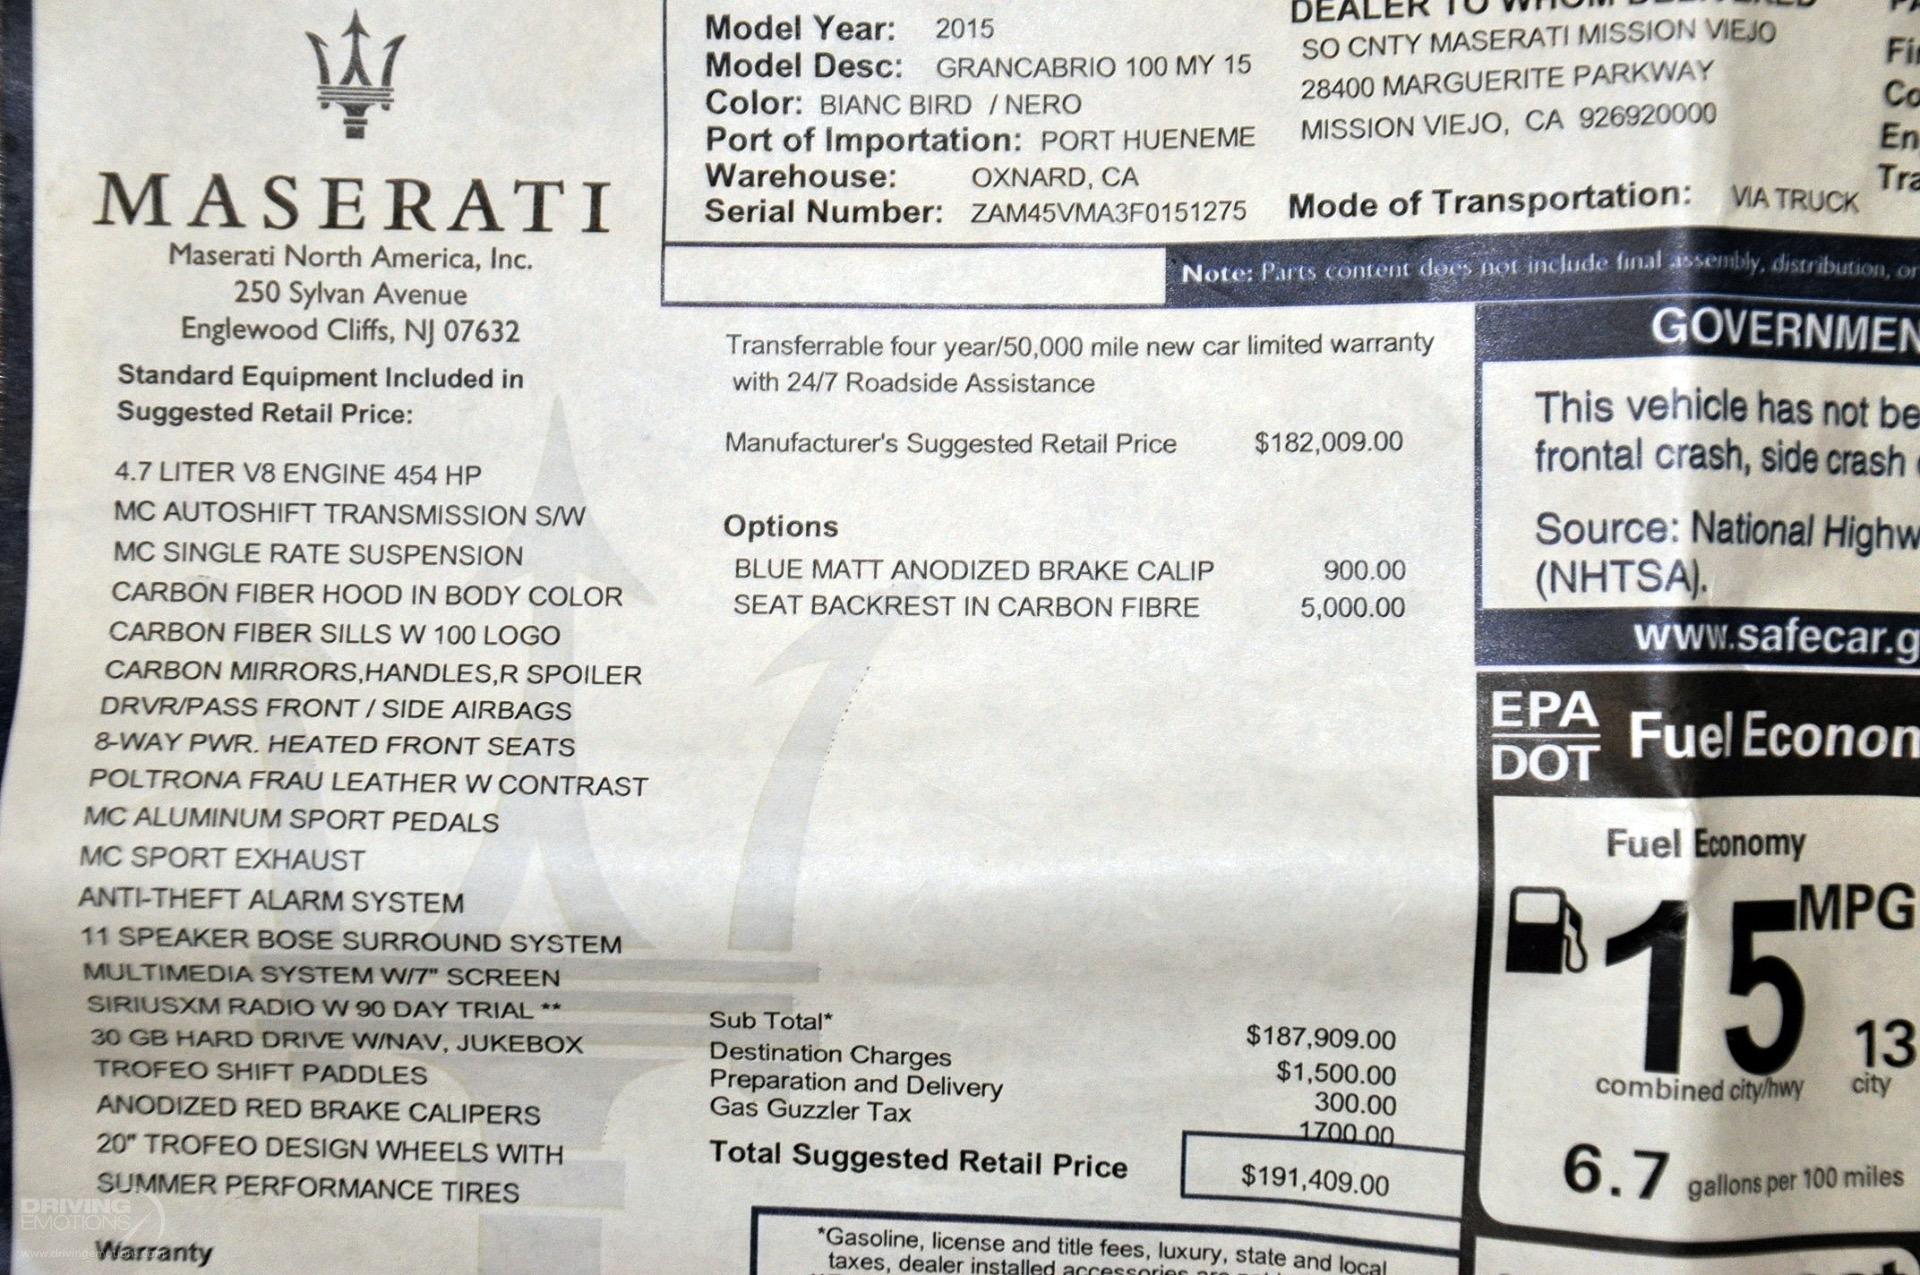 MASERATI
Maserati North America, Inc.
250 Sylvan Avenue
Englewood Cliffs, NJ 07632
Standard Equipment Included in
Suggested Retail Price:
4.7 LITER V8 ENGINE 454 HP
MC AUTOSHIFT TRANSMISSION S/W
MC SINGLE RATE SUSPENSION
CARBON FIBER HOOD IN BODY COLOR
CARBON FIBER SILLS W 100 LOGO
CARBON MIRRORS,HANDLES,R SPOILER
DRVR/PASS FRONT / SIDE AIRBAGS
8-WAY PWR. HEATED FRONT SEATS
POLTRONA FRAU LEATHER W CONTRAST
MC ALUMINUM SPORT PEDALS
MC SPORT EXHAUST
ANTI-THEFT ALARM SYSTEM
11 SPEAKER BOSE SURROUND SYSTEM
MULTIMEDIA SYSTEM W/7" SCREEN
SIRIUSXM RADIO W 90 DAY TRIAL **
30 GB HARD DRIVE W/NAV, JUKEBOX
TROFEO SHIFT PADDLES
ANODIZED RED BRAKE CALIPERS
20" TROFEO DESIGN WHEELS WITH
SUMMER PERFORMANCE TIRES
Warranty
Model Year: 2015
Model Desc: GRANCABRIO 100 MY 15
Color: BIANC BIRD / NERO
Port of Importation: PORT HUENEME
Warehouse: OXNARD, CA
Serial Number: ZAM45VMA3F0151275
DEALER TO WHOM DELIVERED
SO CNTY MASERATI MISSION VIEJO
28400 MARGUERITE PARKWAY
MISSION VIEJO, CA 926920000
Mode of Transportation: VIA TRUCK
Note: Parts content does not include final assembly, distribution, or
Transferrable four year/50,000 mile new car limited warranty
with 24/7 Roadside Assistance
Manufacturer's Suggested Retail Price $182,009.00
Options
BLUE MATT ANODIZED BRAKE CALIP 900.00
SEAT BACKREST IN CARBON FIBRE 5,000.00
Sub Total* $187,909.00
Destination Charges $1,500.00
Preparation and Delivery 300.00
Gas Guzzler Tax 1700.00
Total Suggested Retail Price $191,409.00
*Gasoline, license and title fees, luxury, state and local
taxes, dealer installed accessories are
GOVERNMEN
This vehicle has not be
frontal crash, side crash
Source: National Highw
(NHTSA).
www.safecar.g
EPA
DOT
Fuel Econom
Fuel Economy
15 MPG
combined city/hwy
13
city
6.7 gallons per 100 miles
DRIVING
EMOTIONS
www.drivingemotions.com